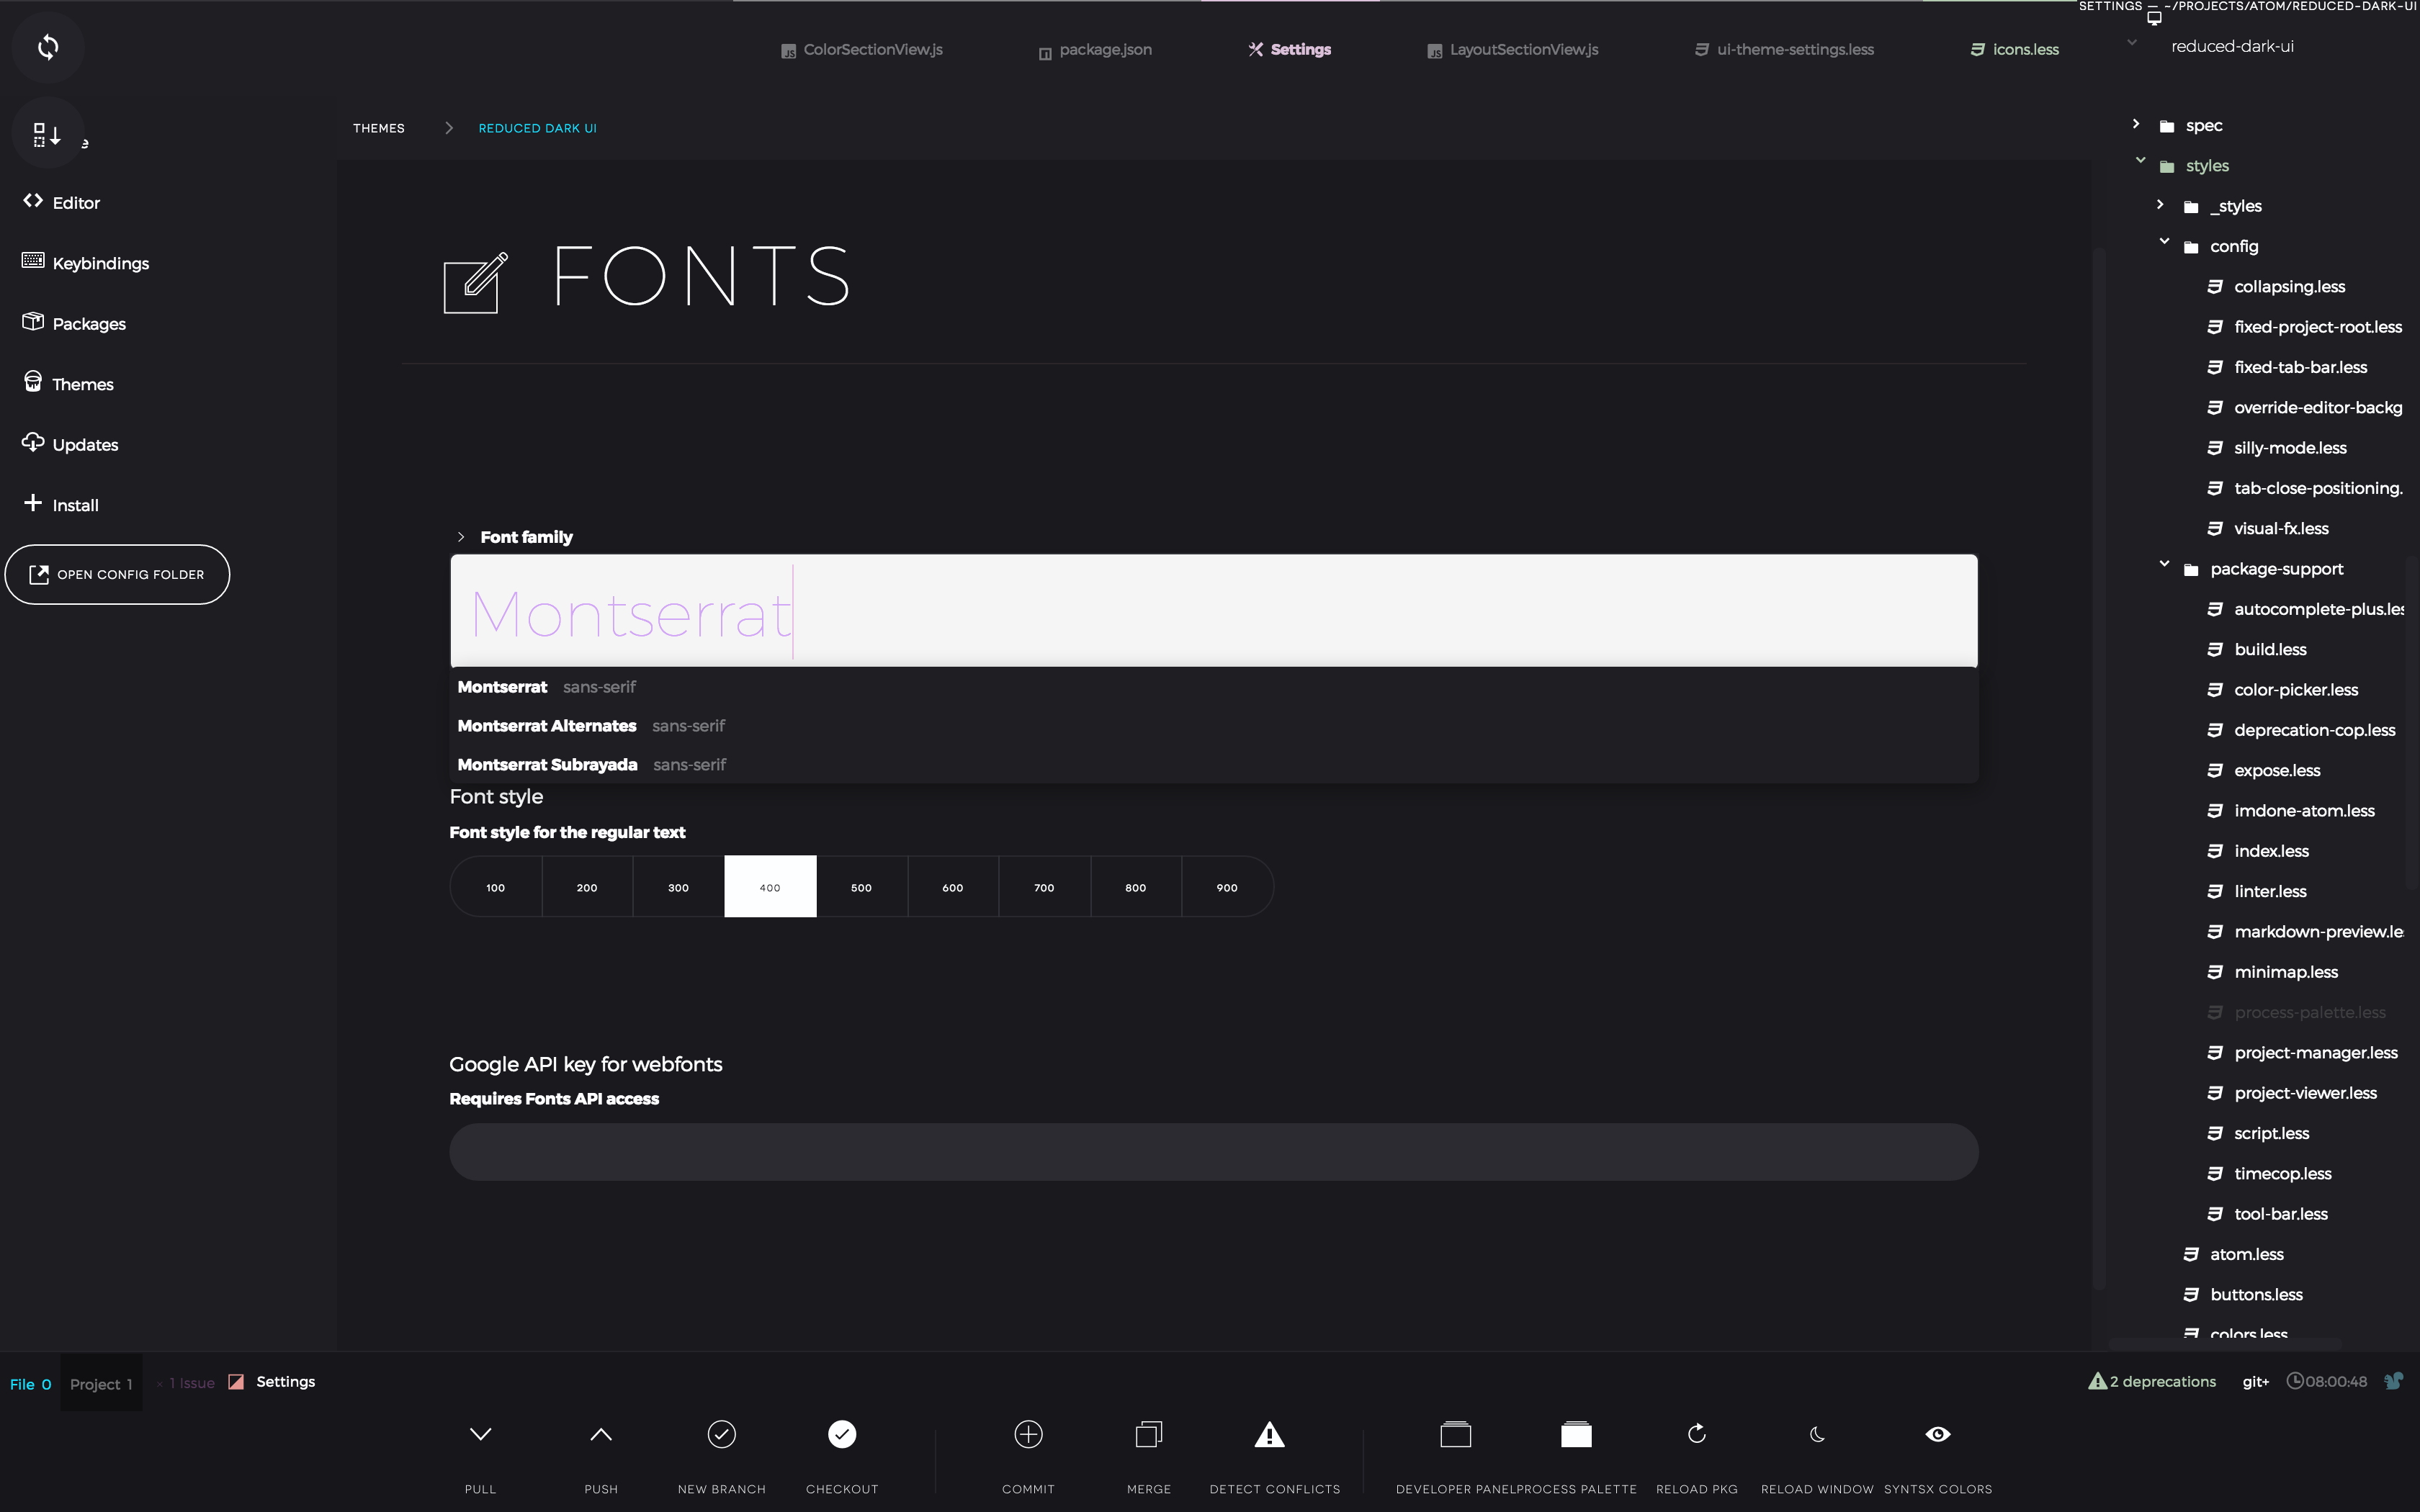 SETTINGS — ~/PROJECTS/ATOM/REDUCED-DARK-UI
ColorSectionView.js
package.json
Settings
LayoutSectionView.js
ui-theme-settings.less
icons.less
reduced-dark-ui
THEMES
REDUCED DARK UI
Editor
Keybindings
Packages
Themes
Updates
Install
OPEN CONFIG FOLDER
FONTS
Font family
Montserrat
Montserrat sans-serif
Montserrat Alternates sans-serif
Montserrat Subrayada sans-serif
Font style
Font style for the regular text
100 200 300 400 500 600 700 800 900
Google API key for webfonts
Requires Fonts API access
spec
styles
_styles
config
collapsing.less
fixed-project-root.less
fixed-tab-bar.less
override-editor-backg
silly-mode.less
tab-close-positioning.
visual-fx.less
package-support
autocomplete-plus.les
build.less
color-picker.less
deprecation-cop.less
expose.less
imdone-atom.less
index.less
linter.less
markdown-preview.le
minimap.less
process-palette.less
project-manager.less
project-viewer.less
script.less
timecop.less
tool-bar.less
atom.less
buttons.less
colors.less
File 0
Project 1
× 1 Issue
Settings
2 deprecations
git+
08:00:48
PULL
PUSH
NEW BRANCH
CHECKOUT
COMMIT
MERGE
DETECT CONFLICTS
DEVELOPER PANEL
PROCESS PALETTE
RELOAD PKG
RELOAD WINDOW
SYNTSX COLORS